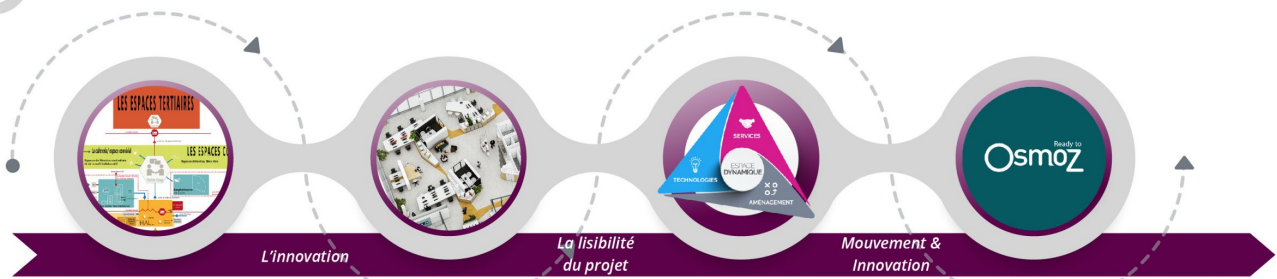 LES ESPACES TERTIAIRES
LES ESPACES
HALL
SERVICES
TECHNOLOGIES
ESPACE
DYNAMIQUE
AMENAGEMENT
Ready to
Osmoz
L'innovation
La lisibilité
du projet
Mouvement &
Innovation